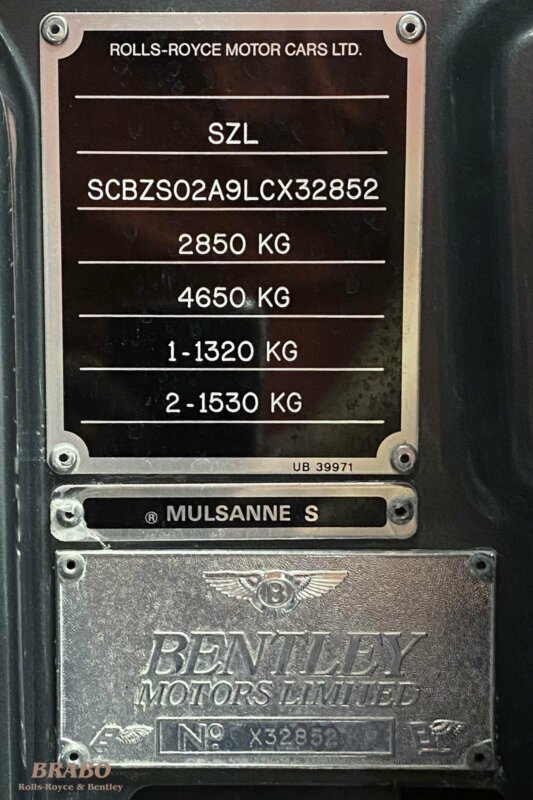 ROLLS-ROYCE MOTOR CARS LTD.
SZL
SCBZS02A9LCX32852
2850 KG
4650 KG
1-1320 KG
2-1530 KG
UB 39971
® MULSANNE S
B
BENTLEY
MOTORS LIMITED
No X32852
BRABO
Rolls-Royce & Bentley